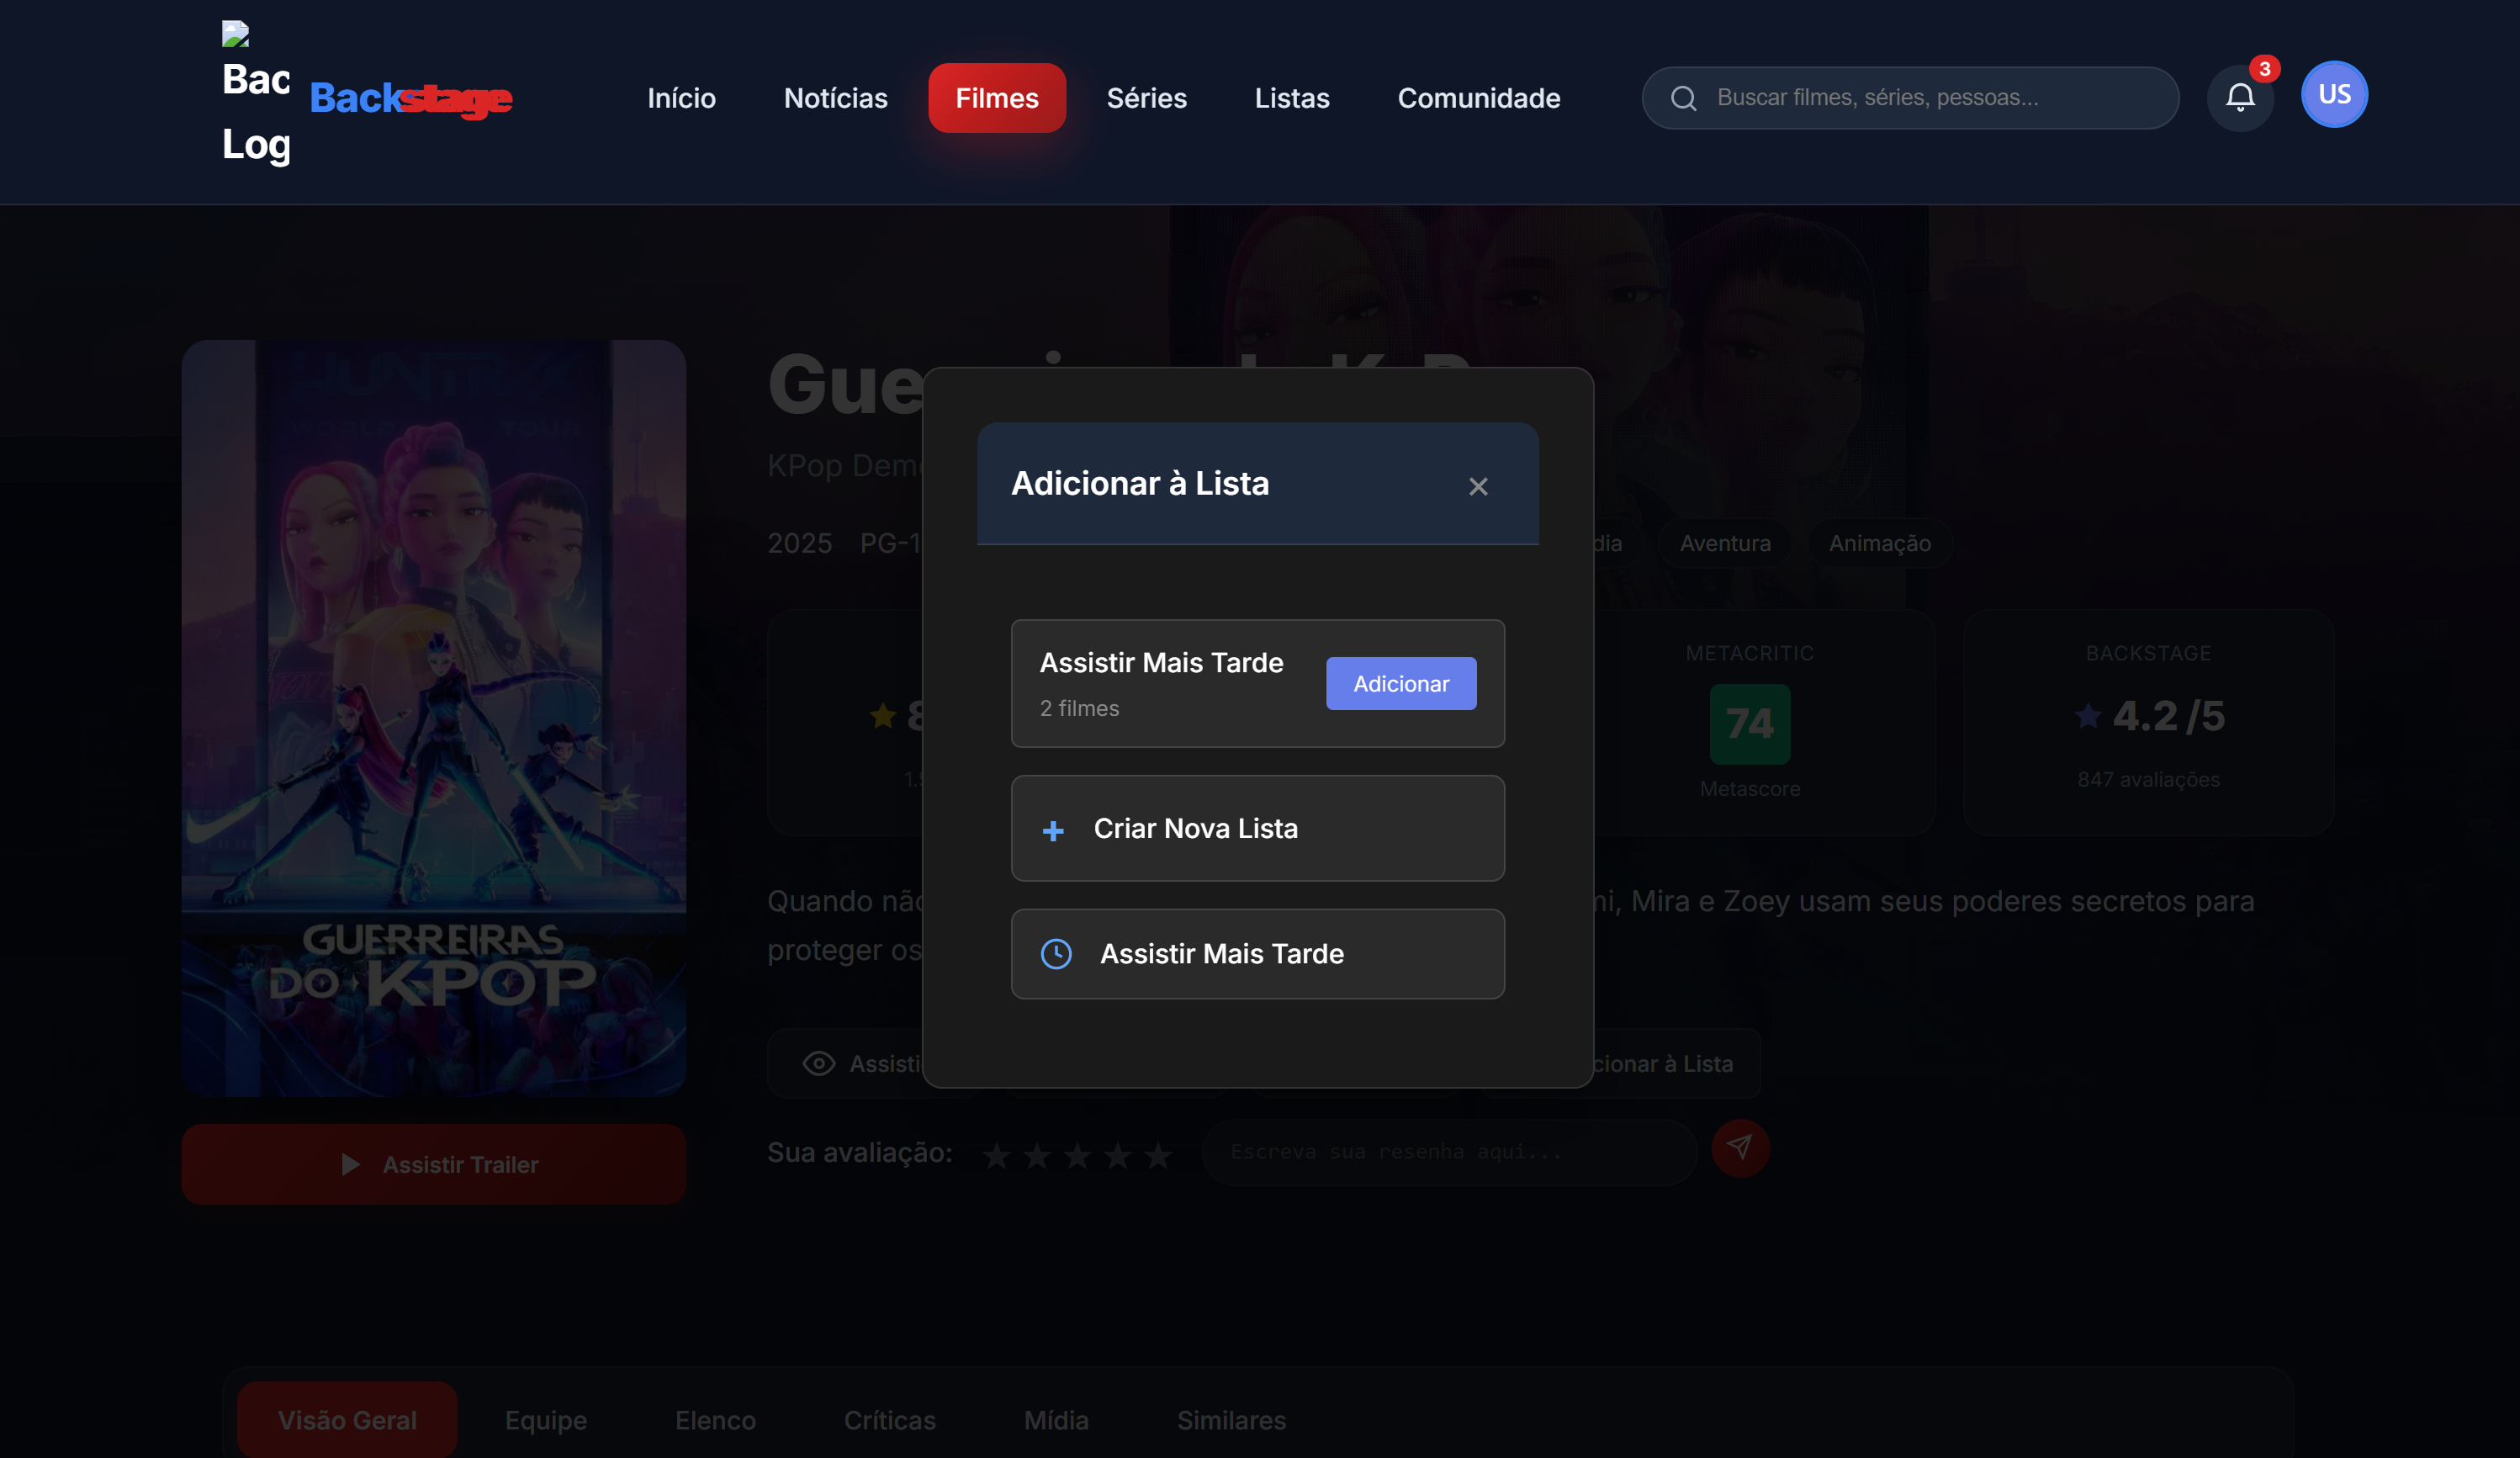 Bac
Log
Backstage
Início
Notícias
Filmes
Séries
Listas
Comunidade
Buscar filmes, séries, pessoas...
3
US
HUNTR/X
WORLD TOUR
GUERREIRAS
DO KPOP
Assistir Trailer
Gue
KPop Dem
2025 PG-1
dia
Aventura
Animação
Adicionar à Lista
×
Assistir Mais Tarde
2 filmes
Adicionar
+ Criar Nova Lista
Assistir Mais Tarde
8
1.
METACRITIC
74
Metascore
BACKSTAGE
4.2 /5
847 avaliações
Quando nã
mi, Mira e Zoey usam seus poderes secretos para
proteger os
Assisti
cionar à Lista
Sua avaliação:
Escreva sua resenha aqui...
Visão Geral
Equipe
Elenco
Críticas
Mídia
Similares